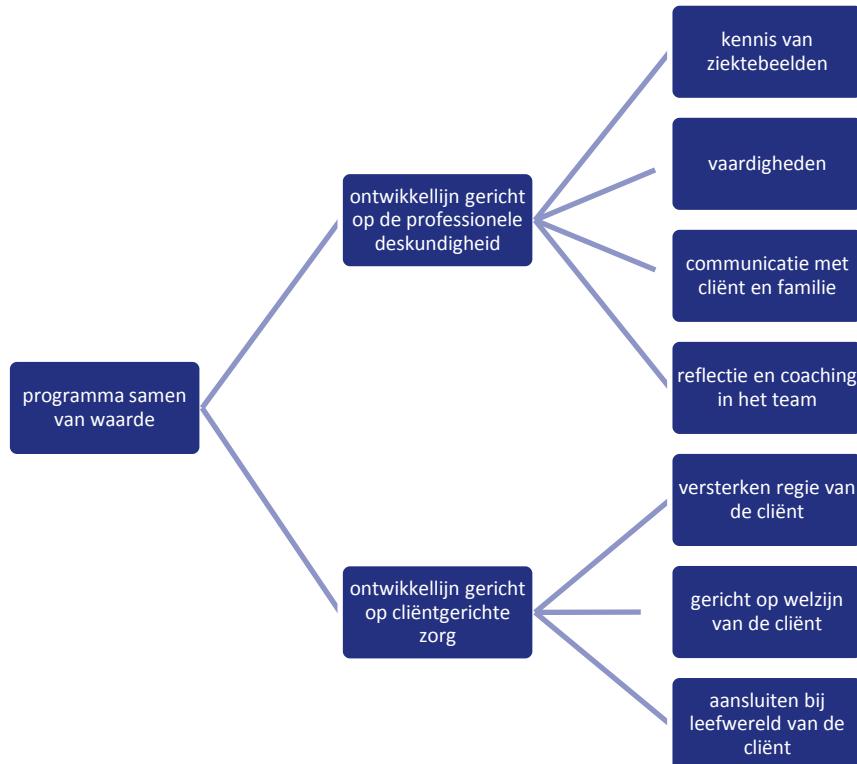 kennis van
ziektebeelden
vaardigheden
ontwikkellijn gericht
op de professionele
deskundigheid
communicatie met
cliënt en familie
reflectie en coaching
in het team
programma samen
van waarde
versterken regie van
de cliënt
ontwikkellijn gericht
op cliëntgerichte
zorg
gericht op welzijn
van de cliënt
aansluiten bij
leefwereld van de
cliënt